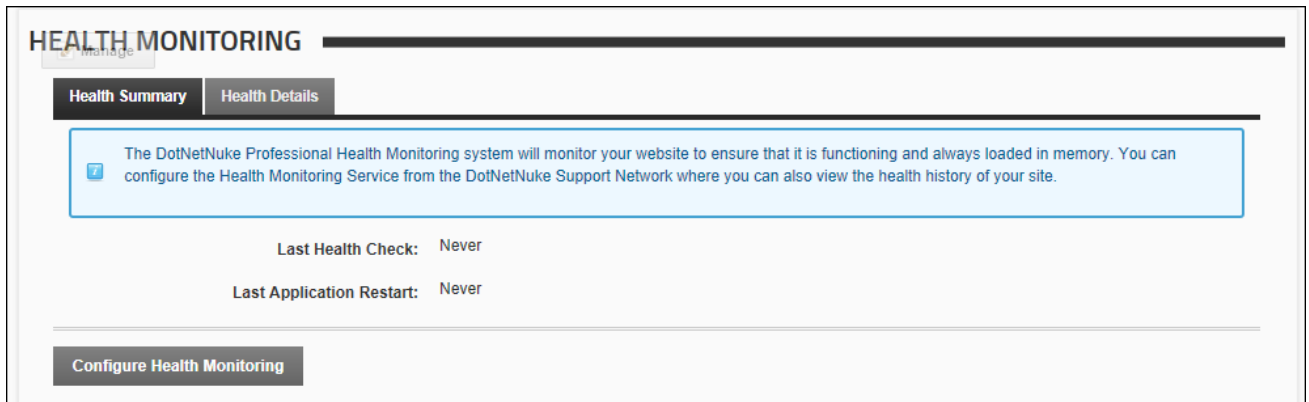 HEALTH MONITORING
Manage
Health Summary Health Details
The DotNetNuke Professional Health Monitoring system will monitor your website to ensure that it is functioning and always loaded in memory. You can
configure the Health Monitoring Service from the DotNetNuke Support Network where you can also view the health history of your site.
Last Health Check: Never
Last Application Restart: Never
Configure Health Monitoring